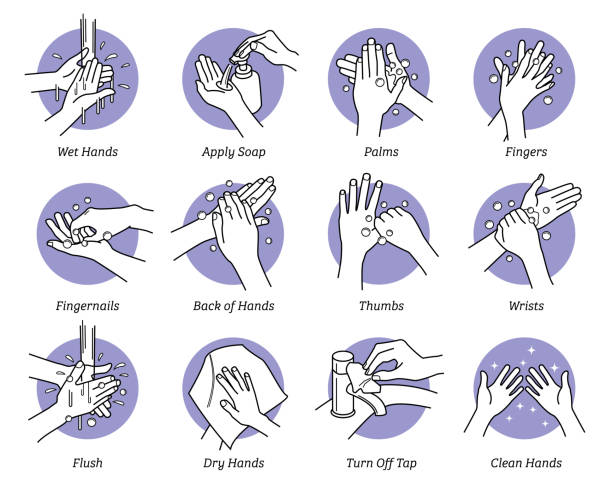 Wet Hands
Apply Soap
Palms
Fingers
Fingernails
Back of Hands
Thumbs
Wrists
Flush
Dry Hands
Turn Off Tap
Clean Hands